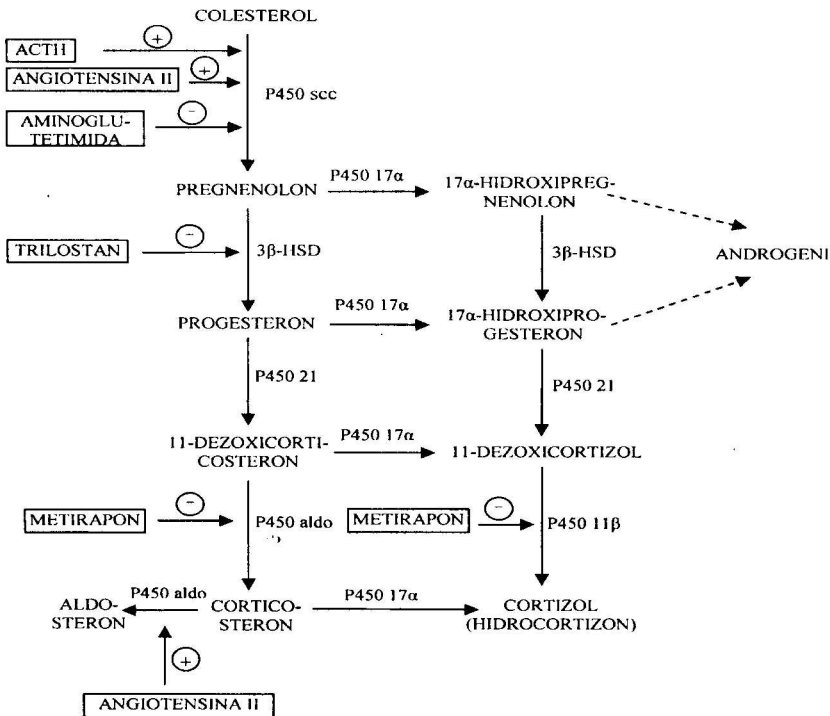 COLESTEROL
ACTH
+
ANGIOTENSINA II
+
P450 scc
AMINOGLU-
TETIMIDA
-
PREGNENOLON
P450 17α
17α-HIDROXIPREG-
NENOLON
TRILOSTAN
-
3β-HSD
3β-HSD
ANDROGENI
PROGESTERON
P450 17α
17α-HIDROXIPRO-
GESTERON
P450 21
P450 21
11-DEZOXICORTI-
COSTERON
P450 17α
11-DEZOXICORTIZOL
METIRAPON
-
P450 aldo
METIRAPON
-
P450 11β
ALDO-
STERON
P450 aldo
CORTICO-
STERON
P450 17α
CORTIZOL
(HIDROCORTIZON)
+
ANGIOTENSINA II